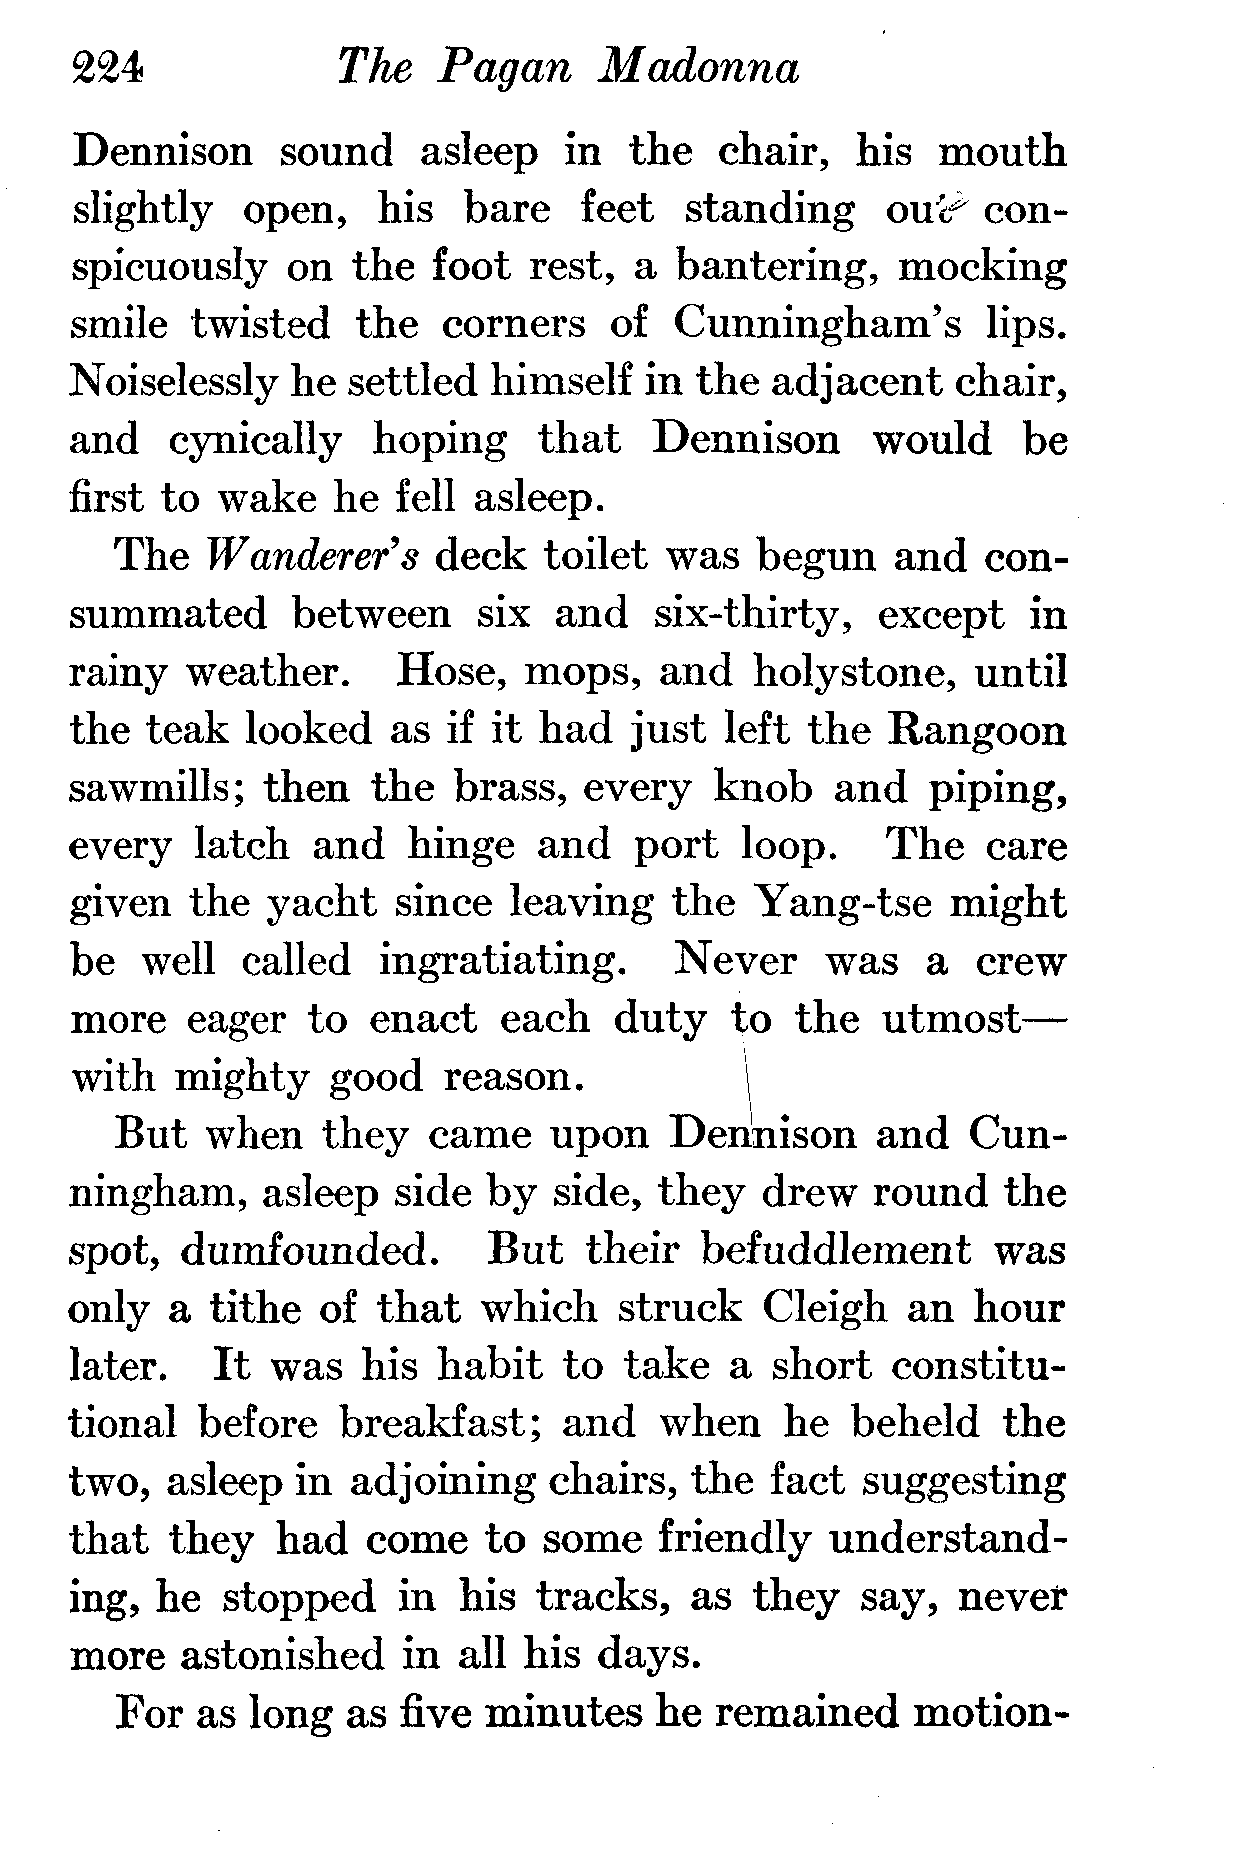 224 The Pagan Madonna
Dennison sound asleep in the chair, his mouth
slightly open, his bare feet standing out con-
spicuously on the foot rest, a bantering, mocking
smile twisted the corners of Cunningham's lips.
Noiselessly he settled himself in the adjacent chair,
and cynically hoping that Dennison would be
first to wake he fell asleep.
The Wanderer's deck toilet was begun and con-
summated between six and six-thirty, except in
rainy weather. Hose, mops, and holystone, until
the teak looked as if it had just left the Rangoon
sawmills; then the brass, every knob and piping,
every latch and hinge and port loop. The care
given the yacht since leaving the Yang-tse might
be well called ingratiating. Never was a crew
more eager to enact each duty to the utmost—
with mighty good reason.
But when they came upon Dennison and Cun-
ningham, asleep side by side, they drew round the
spot, dumfounded. But their befuddlement was
only a tithe of that which struck Cleigh an hour
later. It was his habit to take a short constitu-
tional before breakfast; and when he beheld the
two, asleep in adjoining chairs, the fact suggesting
that they had come to some friendly understand-
ing, he stopped in his tracks, as they say, never
more astonished in all his days.
For as long as five minutes he remained motion-